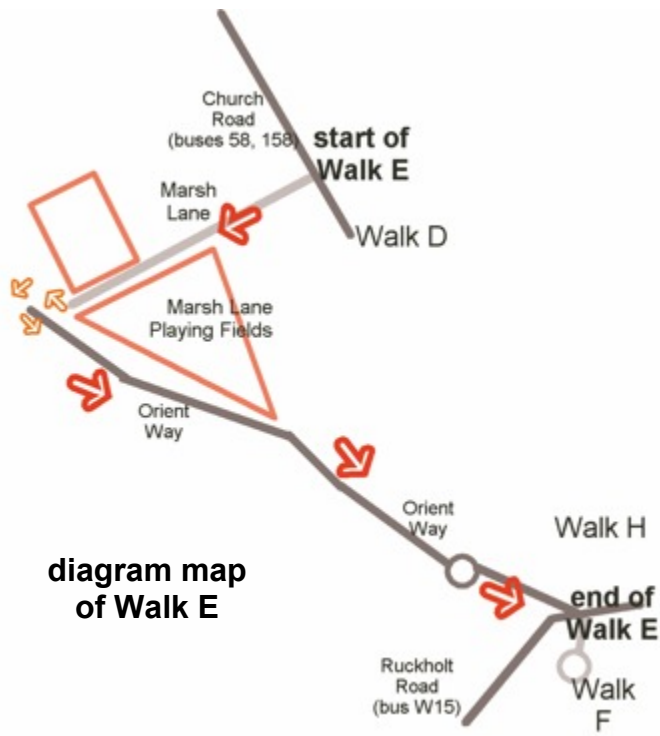 Church
Road
(buses 58, 158)
start of
Walk E
Marsh
Lane
Walk D
Marsh Lane
Playing Fields
Orient
Way
Orient
Way
Walk H
diagram map
of Walk E
end of
Walk E
Ruckholt
Road
(bus W15)
Walk
F